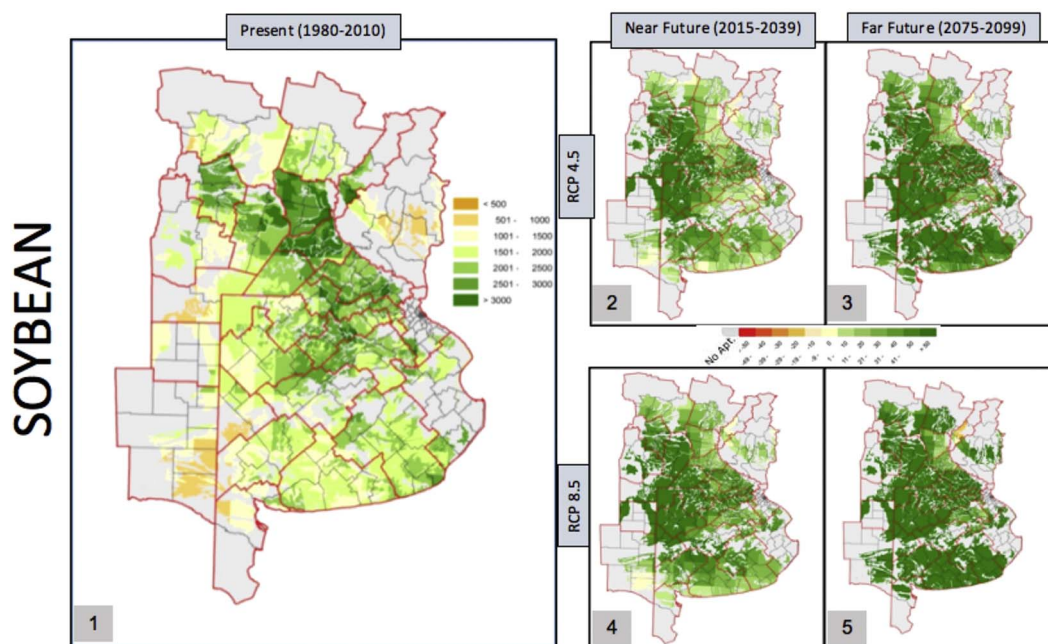 SOYBEAN
Present (1980-2010)
Near Future (2015-2039)
Far Future (2075-2099)
RCP 4.5
RCP 8.5
< 500
501 - 1000
1001 - 1500
1501 - 2000
2001 - 2500
2501 - 3000
> 3000
1
2
3
No Apt.
4
5